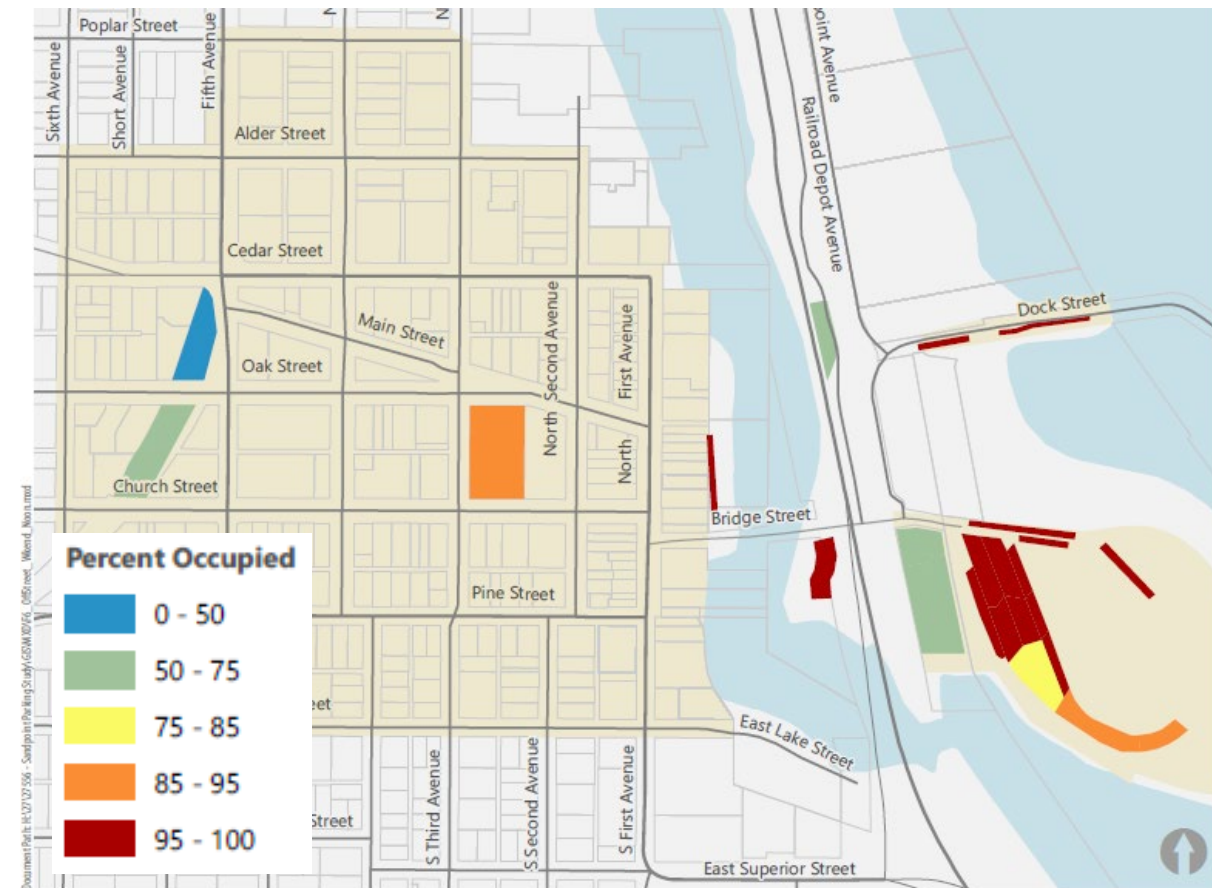 Poplar Street
N
N
Sixth Avenue
Short Avenue
Fifth Avenue
Alder Street
Cedar Street
Main Street
Oak Street
North Second Avenue
First Avenue
North
Church Street
Pine Street
Bridge Street
Railroad Depot Avenue
oint Avenue
Dock Street
East Lake Street
East Superior Street
S Third Avenue
S Second Avenue
S First Avenue
eet
Street
Percent Occupied
0 - 50
50 - 75
75 - 85
85 - 95
95 - 100